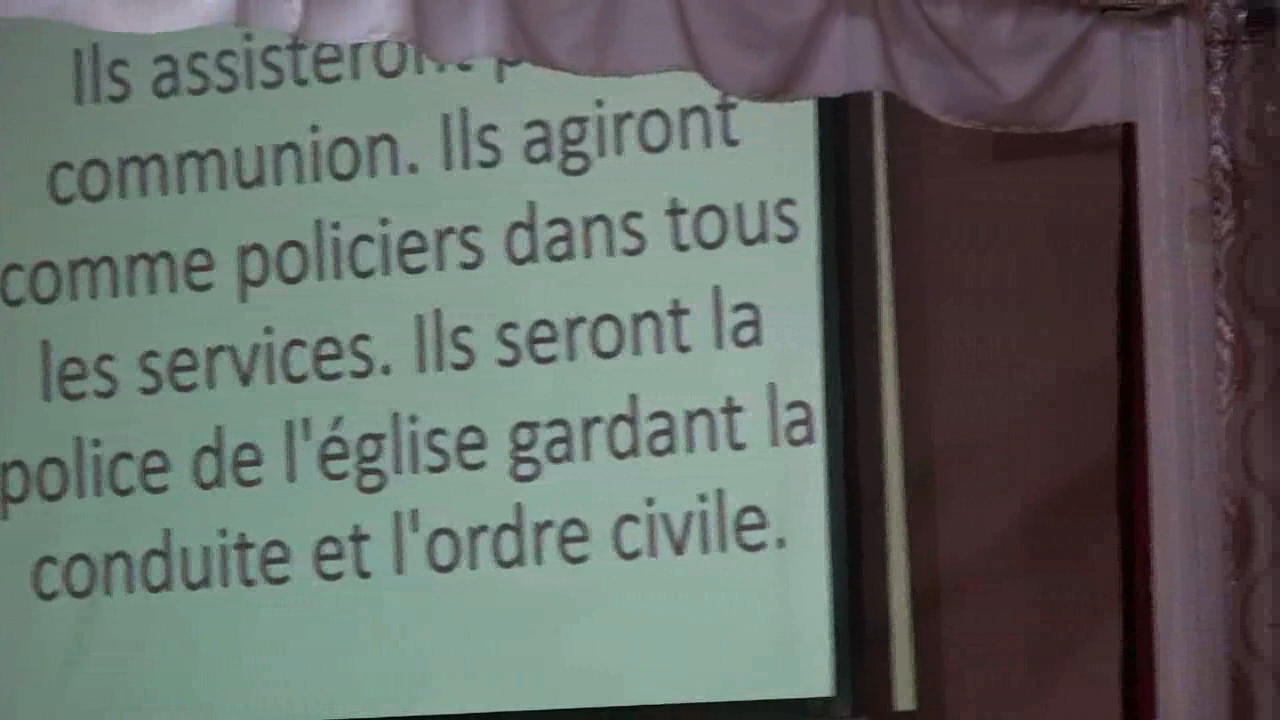 Ils assisteront
communion. Ils agiront
comme policiers dans tous
les services. Ils seront la
police de l'église gardant la
conduite et l'ordre civile.